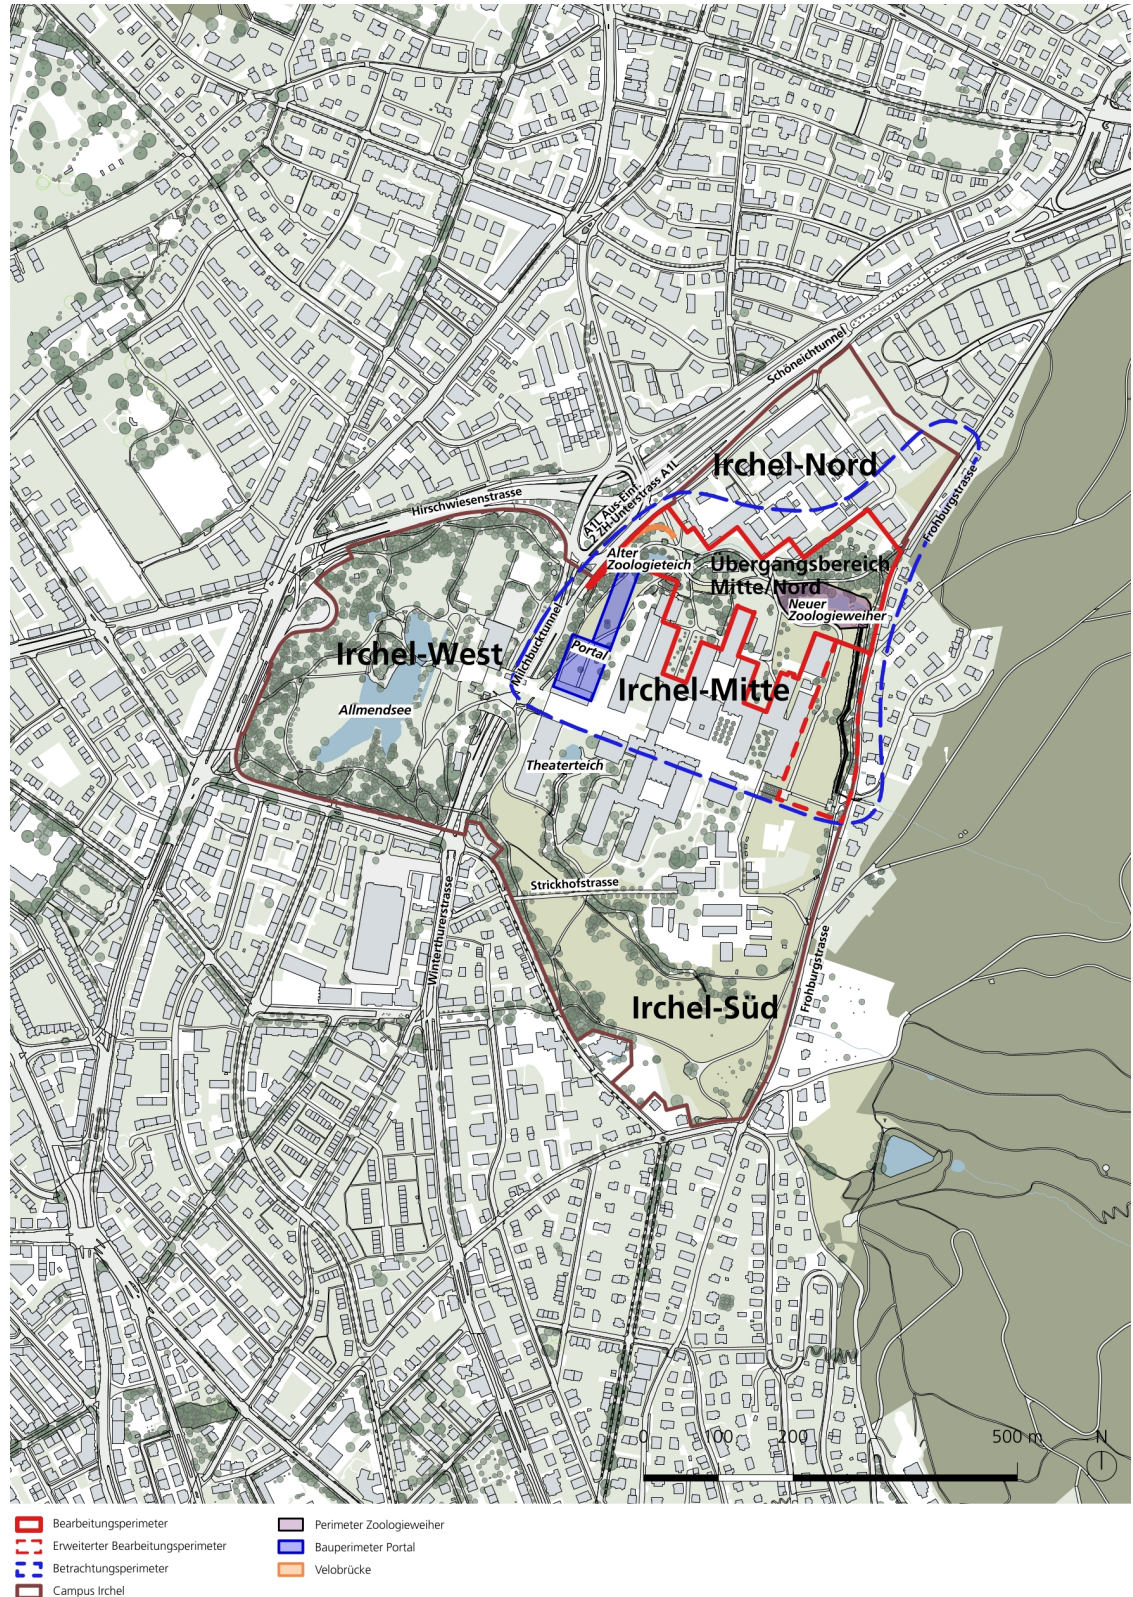 Schöneichtunnel
Irchel-Nord
Hirschwiesenstrasse
A1L Aus-Einf.
2 ZH-Unterstrass A1L
Frohburgstrasse
Alter
Zoologieteich
Übergangsbereich
Mitte/Nord
Neuer
Zoologieweiher
Milchbucktunnel
Portal
Irchel-West
Irchel-Mitte
Allmendsee
Theaterteich
Strickhofstrasse
Winterthurerstrasse
Frohburgstrasse
Irchel-Süd
0 100 200 500 m
N
Bearbeitungsperimeter
Erweiterter Bearbeitungsperimeter
Betrachtungsperimeter
Campus Irchel
Perimeter Zoologieweiher
Bauperimeter Portal
Velobrücke